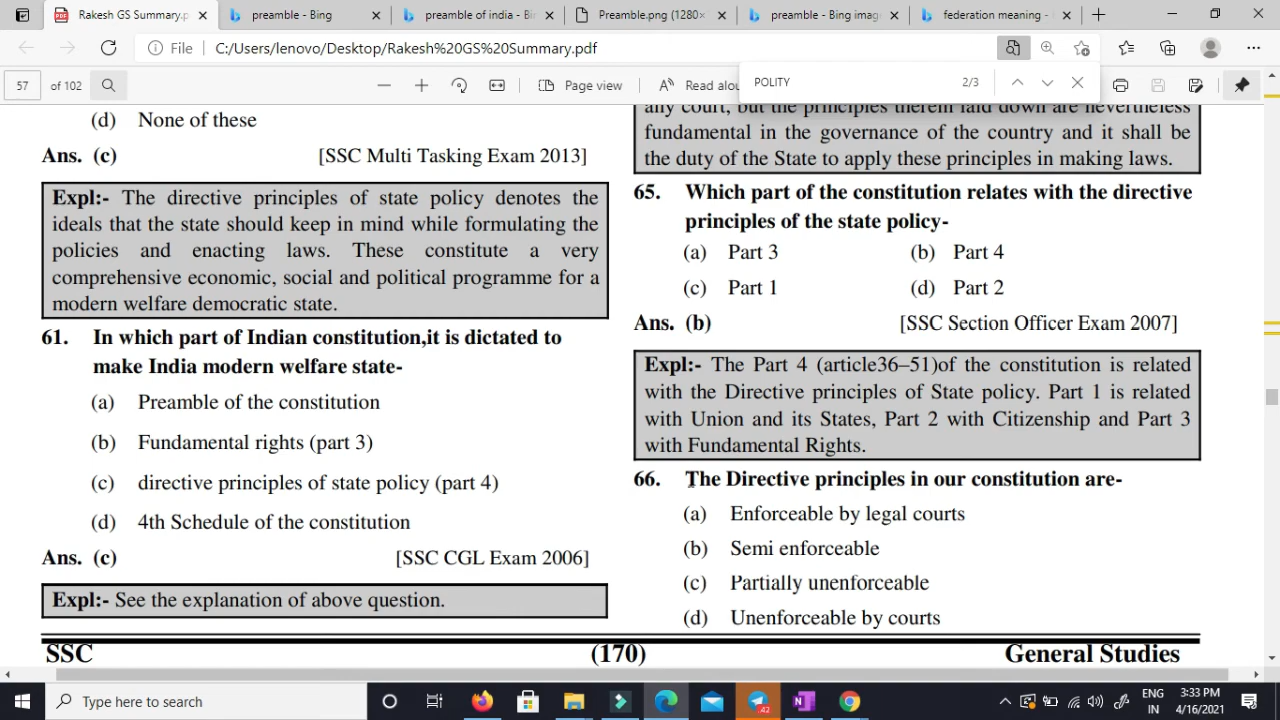 Rakesh GS Summary.p
preamble - Bing
preamble of india - Bi
Preamble.png (1280×
preamble - Bing imag
federation meaning -
File
C:/Users/lenovo/Desktop/Rakesh%20GS%20Summary.pdf
57 of 102
Page view
Read alou
POLITY 2/3
(d) None of these
Ans. (c) [SSC Multi Tasking Exam 2013]
Expl:- The directive principles of state policy denotes the
ideals that the state should keep in mind while formulating the
policies and enacting laws. These constitute a very
comprehensive economic, social and political programme for a
modern welfare democratic state.
61. In which part of Indian constitution,it is dictated to
make India modern welfare state-
(a) Preamble of the constitution
(b) Fundamental rights (part 3)
(c) directive principles of state policy (part 4)
(d) 4th Schedule of the constitution
Ans. (c) [SSC CGL Exam 2006]
Expl:- See the explanation of above question.
any court, but the principles therein laid down are nevertheless
fundamental in the governance of the country and it shall be
the duty of the State to apply these principles in making laws.
65. Which part of the constitution relates with the directive
principles of the state policy-
(a) Part 3 (b) Part 4
(c) Part 1 (d) Part 2
Ans. (b) [SSC Section Officer Exam 2007]
Expl:- The Part 4 (article36–51)of the constitution is related
with the Directive principles of State policy. Part 1 is related
with Union and its States, Part 2 with Citizenship and Part 3
with Fundamental Rights.
66. The Directive principles in our constitution are-
(a) Enforceable by legal courts
(b) Semi enforceable
(c) Partially unenforceable
(d) Unenforceable by courts
SSC (170) General Studies
Type here to search
42
ENG
IN
3:33 PM
4/16/2021